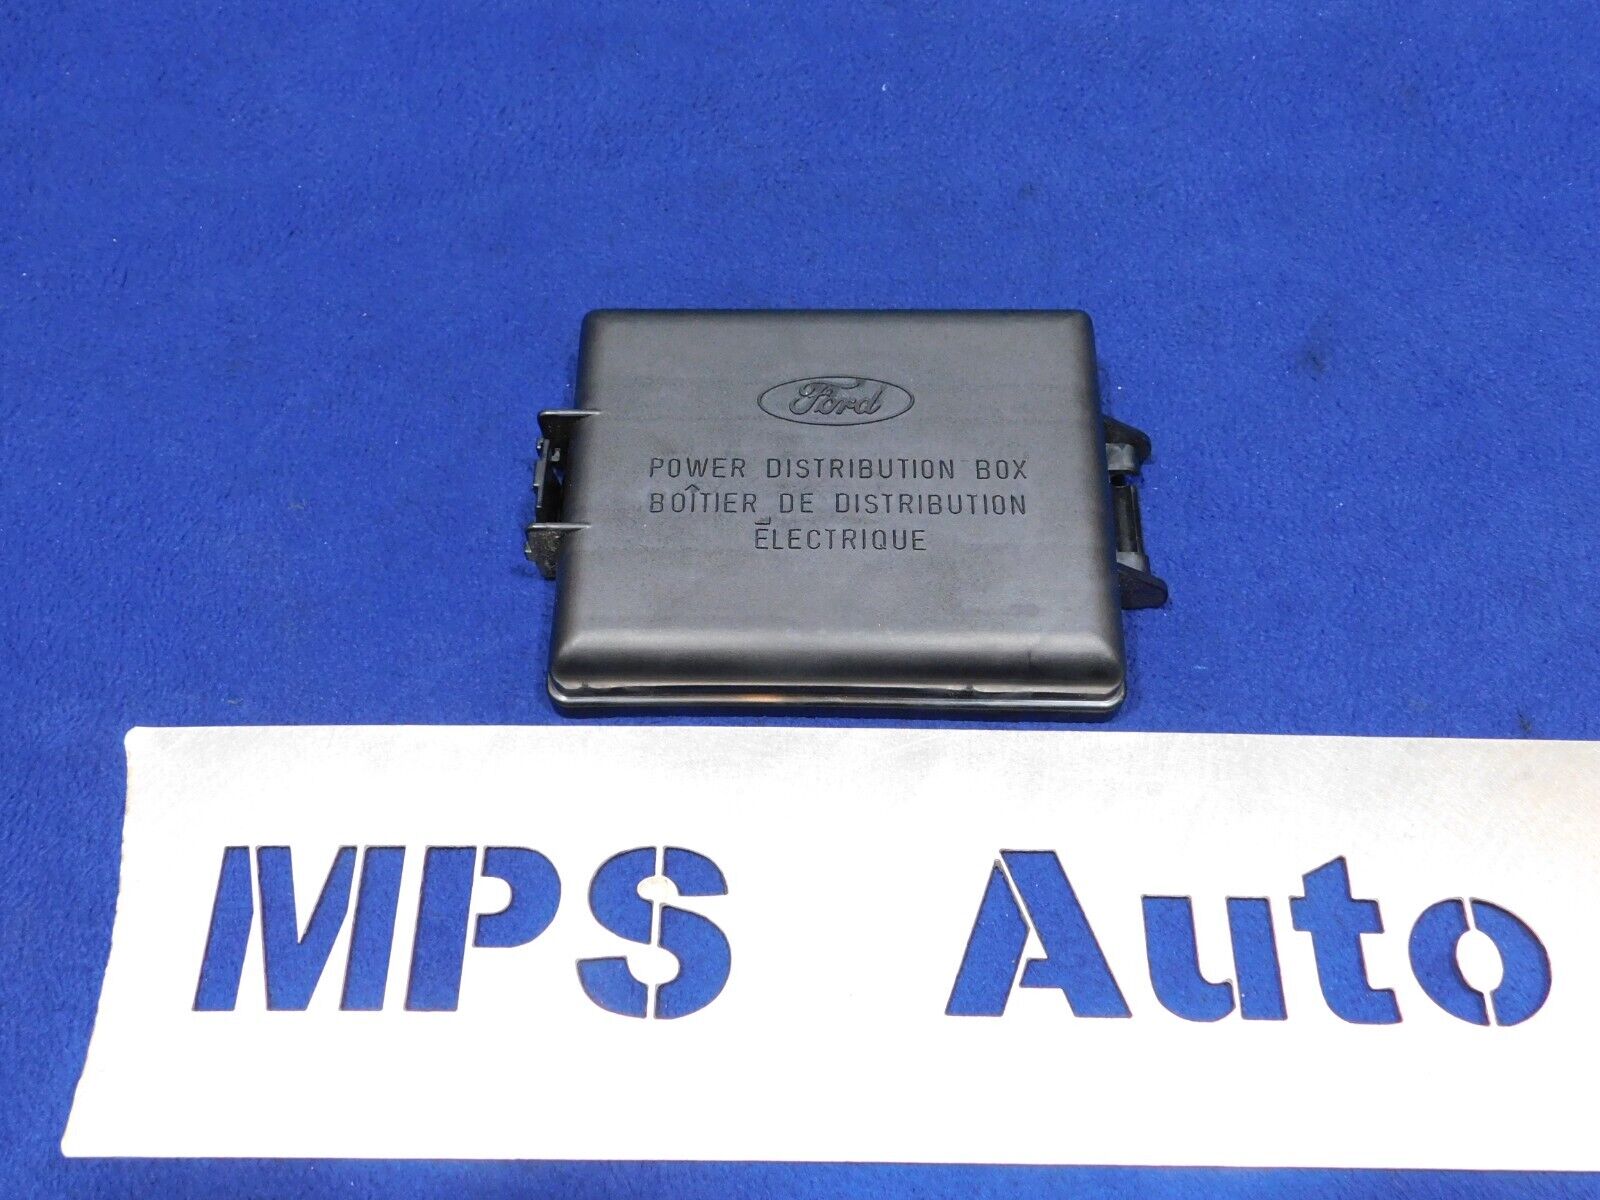 Ford
POWER DISTRIBUTION BOX
BOÎTIER DE DISTRIBUTION
ÉLECTRIQUE
MPS Auto